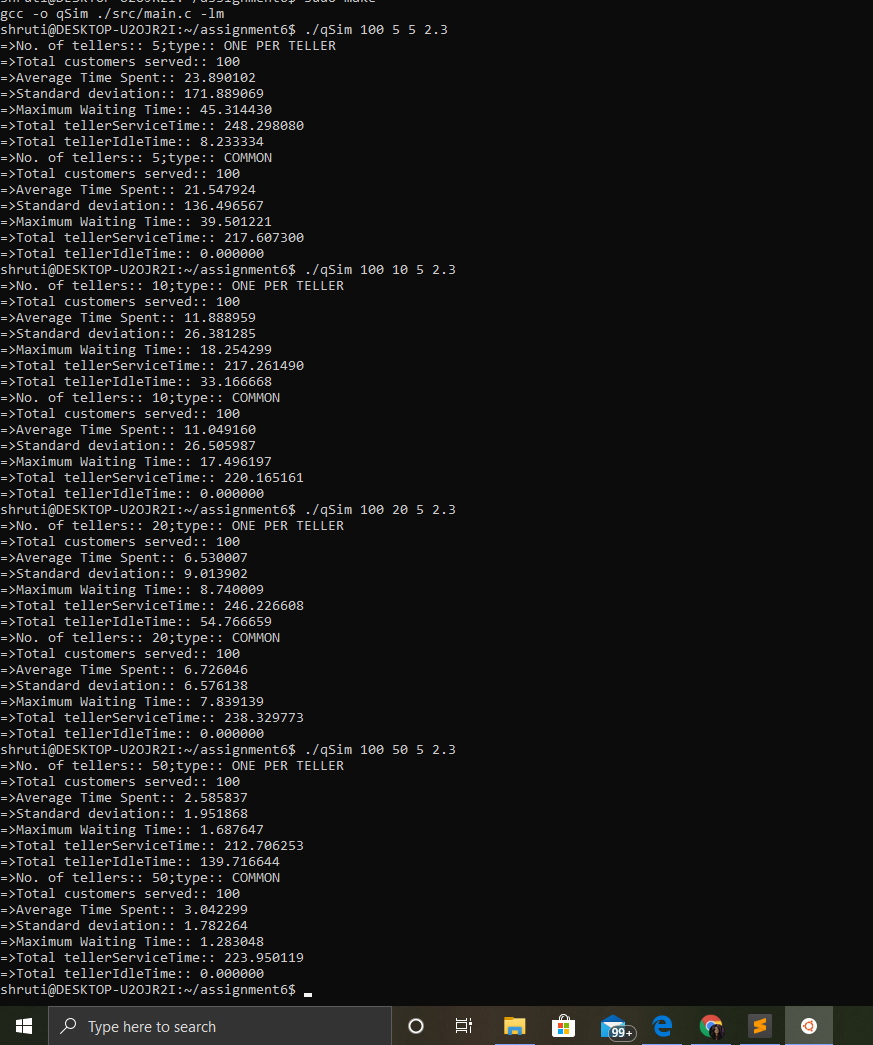 gcc -o qSim ./src/main.c -lm
shruti@DESKTOP-U2OJR2I:~/assignment6$ ./qSim 100 5 5 2.3
=>No. of tellers:: 5;type:: ONE PER TELLER
=>Total customers served:: 100
=>Average Time Spent:: 23.890102
=>Standard deviation:: 171.889069
=>Maximum Waiting Time:: 45.314430
=>Total tellerServiceTime:: 248.298080
=>Total tellerIdleTime:: 8.233334
=>No. of tellers:: 5;type:: COMMON
=>Total customers served:: 100
=>Average Time Spent:: 21.547924
=>Standard deviation:: 136.496567
=>Maximum Waiting Time:: 39.501221
=>Total tellerServiceTime:: 217.607300
=>Total tellerIdleTime:: 0.000000
shruti@DESKTOP-U2OJR2I:~/assignment6$ ./qSim 100 10 5 2.3
=>No. of tellers:: 10;type:: ONE PER TELLER
=>Total customers served:: 100
=>Average Time Spent:: 11.888959
=>Standard deviation:: 26.381285
=>Maximum Waiting Time:: 18.254299
=>Total tellerServiceTime:: 217.261490
=>Total tellerIdleTime:: 33.166668
=>No. of tellers:: 10;type:: COMMON
=>Total customers served:: 100
=>Average Time Spent:: 11.049160
=>Standard deviation:: 26.505987
=>Maximum Waiting Time:: 17.496197
=>Total tellerServiceTime:: 220.165161
=>Total tellerIdleTime:: 0.000000
shruti@DESKTOP-U2OJR2I:~/assignment6$ ./qSim 100 20 5 2.3
=>No. of tellers:: 20;type:: ONE PER TELLER
=>Total customers served:: 100
=>Average Time Spent:: 6.530007
=>Standard deviation:: 9.013902
=>Maximum Waiting Time:: 8.740009
=>Total tellerServiceTime:: 246.226608
=>Total tellerIdleTime:: 54.766659
=>No. of tellers:: 20;type:: COMMON
=>Total customers served:: 100
=>Average Time Spent:: 6.726046
=>Standard deviation:: 6.576138
=>Maximum Waiting Time:: 7.839139
=>Total tellerServiceTime:: 238.329773
=>Total tellerIdleTime:: 0.000000
shruti@DESKTOP-U2OJR2I:~/assignment6$ ./qSim 100 50 5 2.3
=>No. of tellers:: 50;type:: ONE PER TELLER
=>Total customers served:: 100
=>Average Time Spent:: 2.585837
=>Standard deviation:: 1.951868
=>Maximum Waiting Time:: 1.687647
=>Total tellerServiceTime:: 212.706253
=>Total tellerIdleTime:: 139.716644
=>No. of tellers:: 50;type:: COMMON
=>Total customers served:: 100
=>Average Time Spent:: 3.042299
=>Standard deviation:: 1.782264
=>Maximum Waiting Time:: 1.283048
=>Total tellerServiceTime:: 223.950119
=>Total tellerIdleTime:: 0.000000
shruti@DESKTOP-U2OJR2I:~/assignment6$
Type here to search
99+